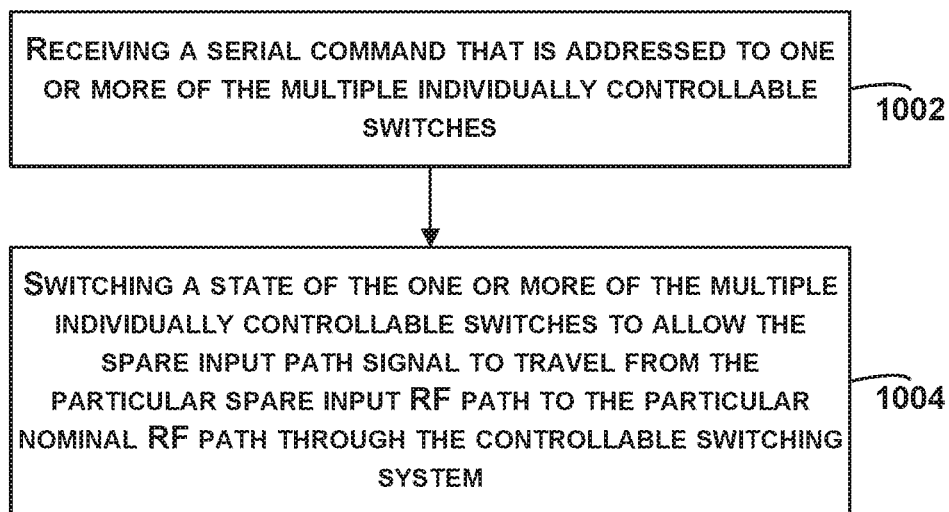 RECEIVING A SERIAL COMMAND THAT IS ADDRESSED TO ONE
OR MORE OF THE MULTIPLE INDIVIDUALLY CONTROLLABLE
SWITCHES
1002
SWITCHING A STATE OF THE ONE OR MORE OF THE MULTIPLE
INDIVIDUALLY CONTROLLABLE SWITCHES TO ALLOW THE
SPARE INPUT PATH SIGNAL TO TRAVEL FROM THE
PARTICULAR SPARE INPUT RF PATH TO THE PARTICULAR
NOMINAL RF PATH THROUGH THE CONTROLLABLE SWITCHING
SYSTEM
1004